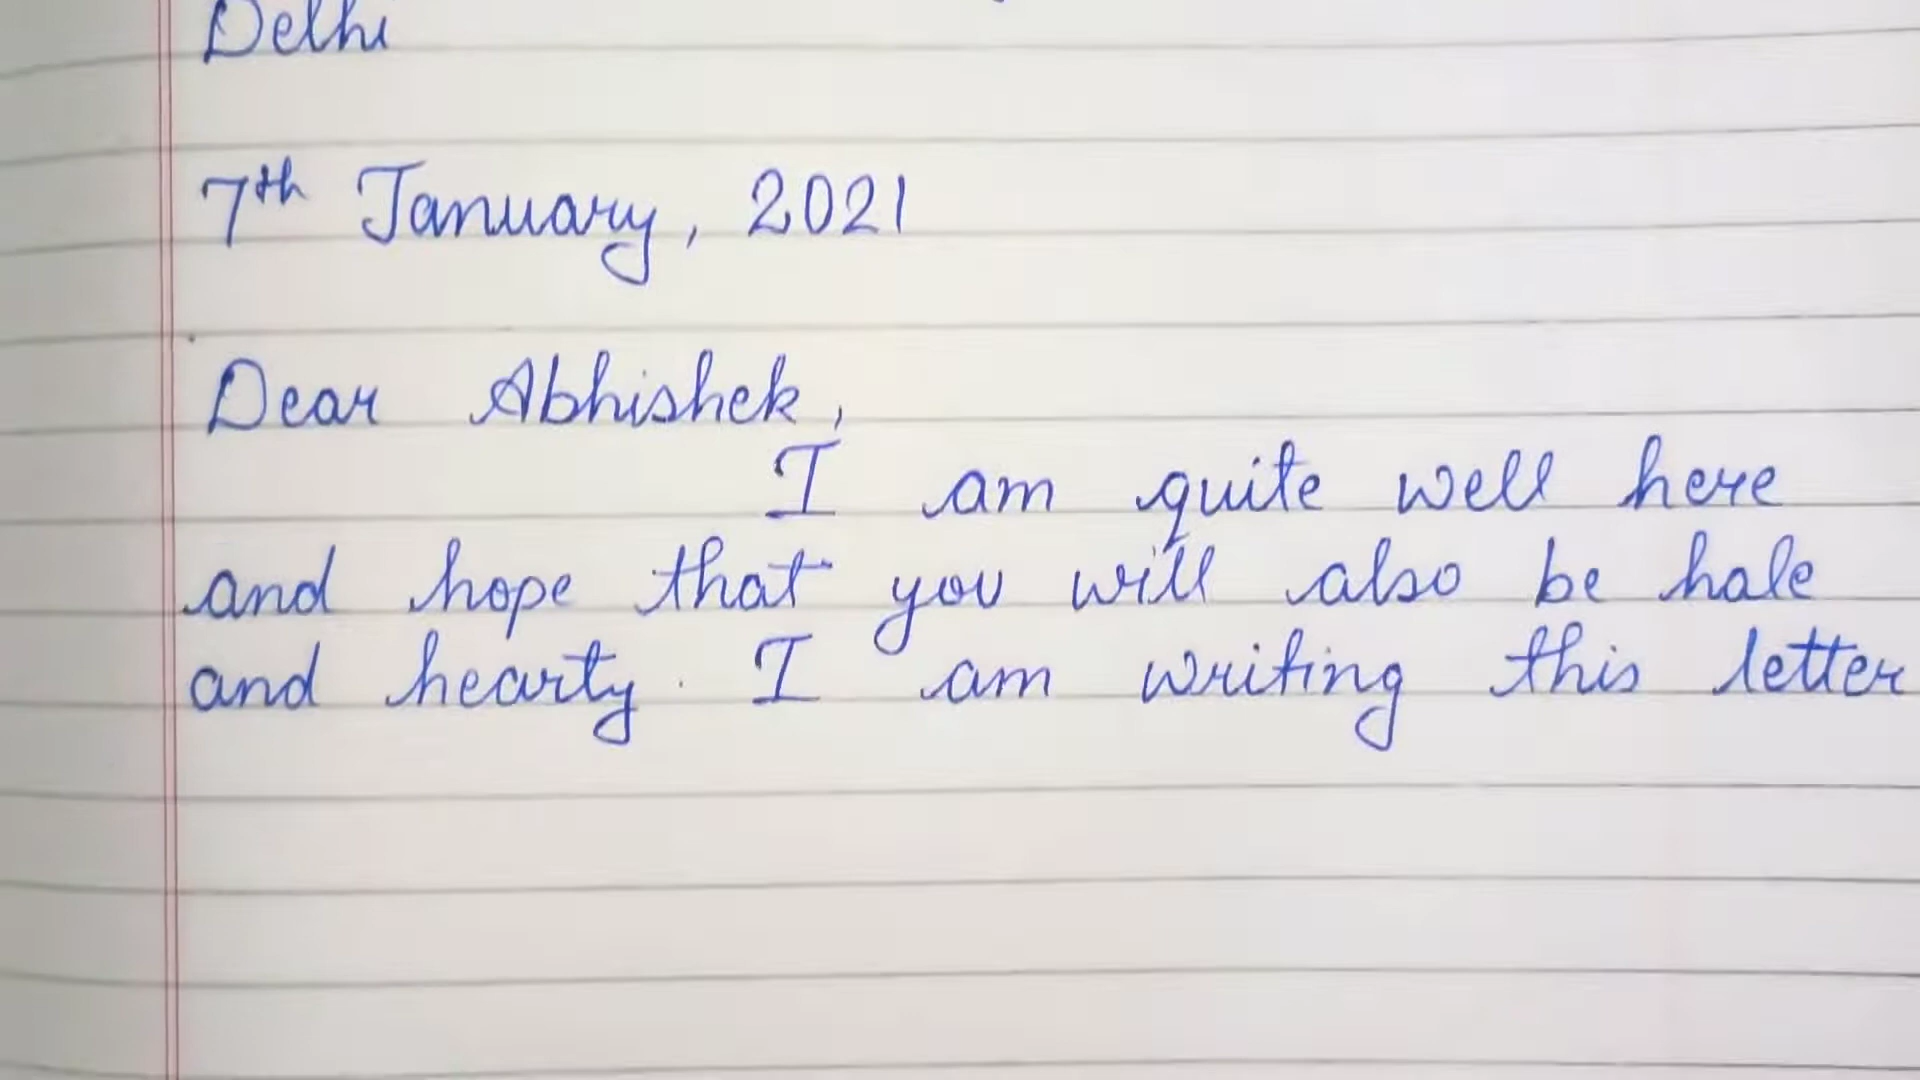 Delhi
7th January, 2021
Dear Abhishek,
I am quite well here
and hope that you will also be hale
and hearty. I am writing this letter